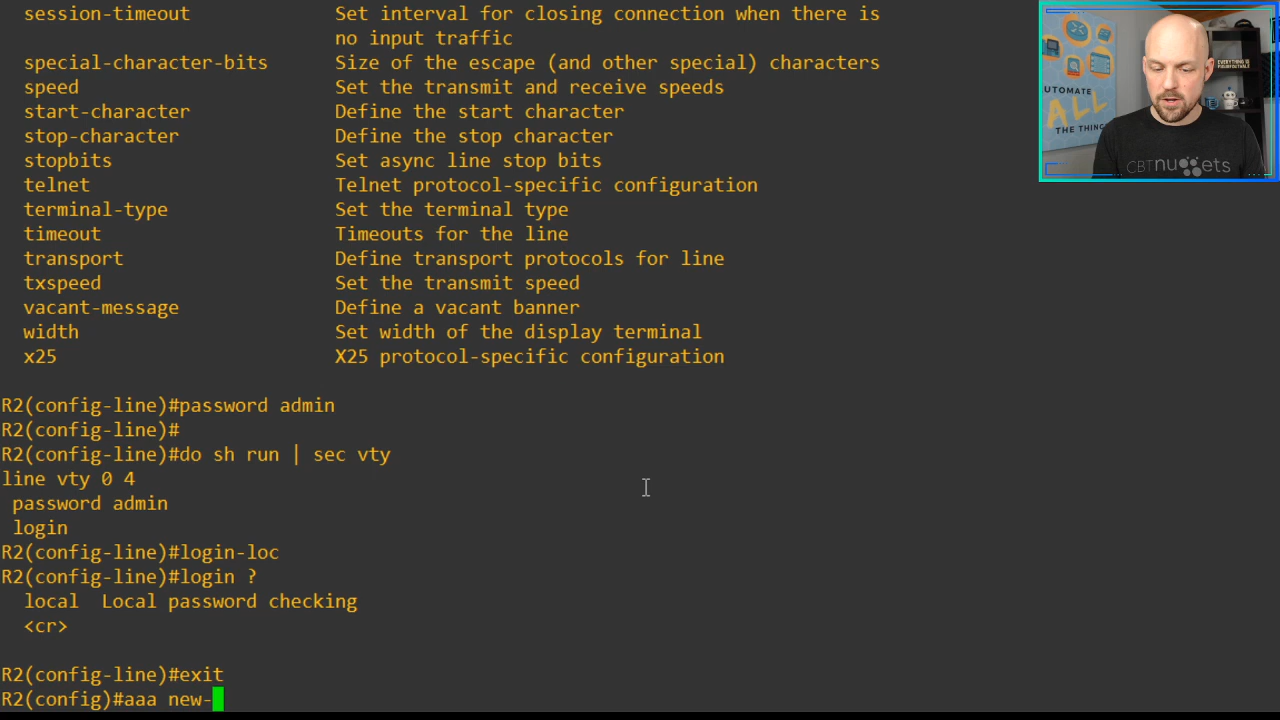 session-timeout Set interval for closing connection when there is
no input traffic
special-character-bits Size of the escape (and other special) characters
speed Set the transmit and receive speeds
start-character Define the start character
stop-character Define the stop character
stopbits Set async line stop bits
telnet Telnet protocol-specific configuration
terminal-type Set the terminal type
timeout Timeouts for the line
transport Define transport protocols for line
txspeed Set the transmit speed
vacant-message Define a vacant banner
width Set width of the display terminal
x25 X25 protocol-specific configuration
R2(config-line)#password admin
R2(config-line)#
R2(config-line)#do sh run | sec vty
line vty 0 4
password admin
login
R2(config-line)#login-loc
R2(config-line)#login ?
local Local password checking
<cr>
R2(config-line)#exit
R2(config)#aaa new-
UTOMATE
ALL
THE THING
EVERYTHING IS
CBTnuggets